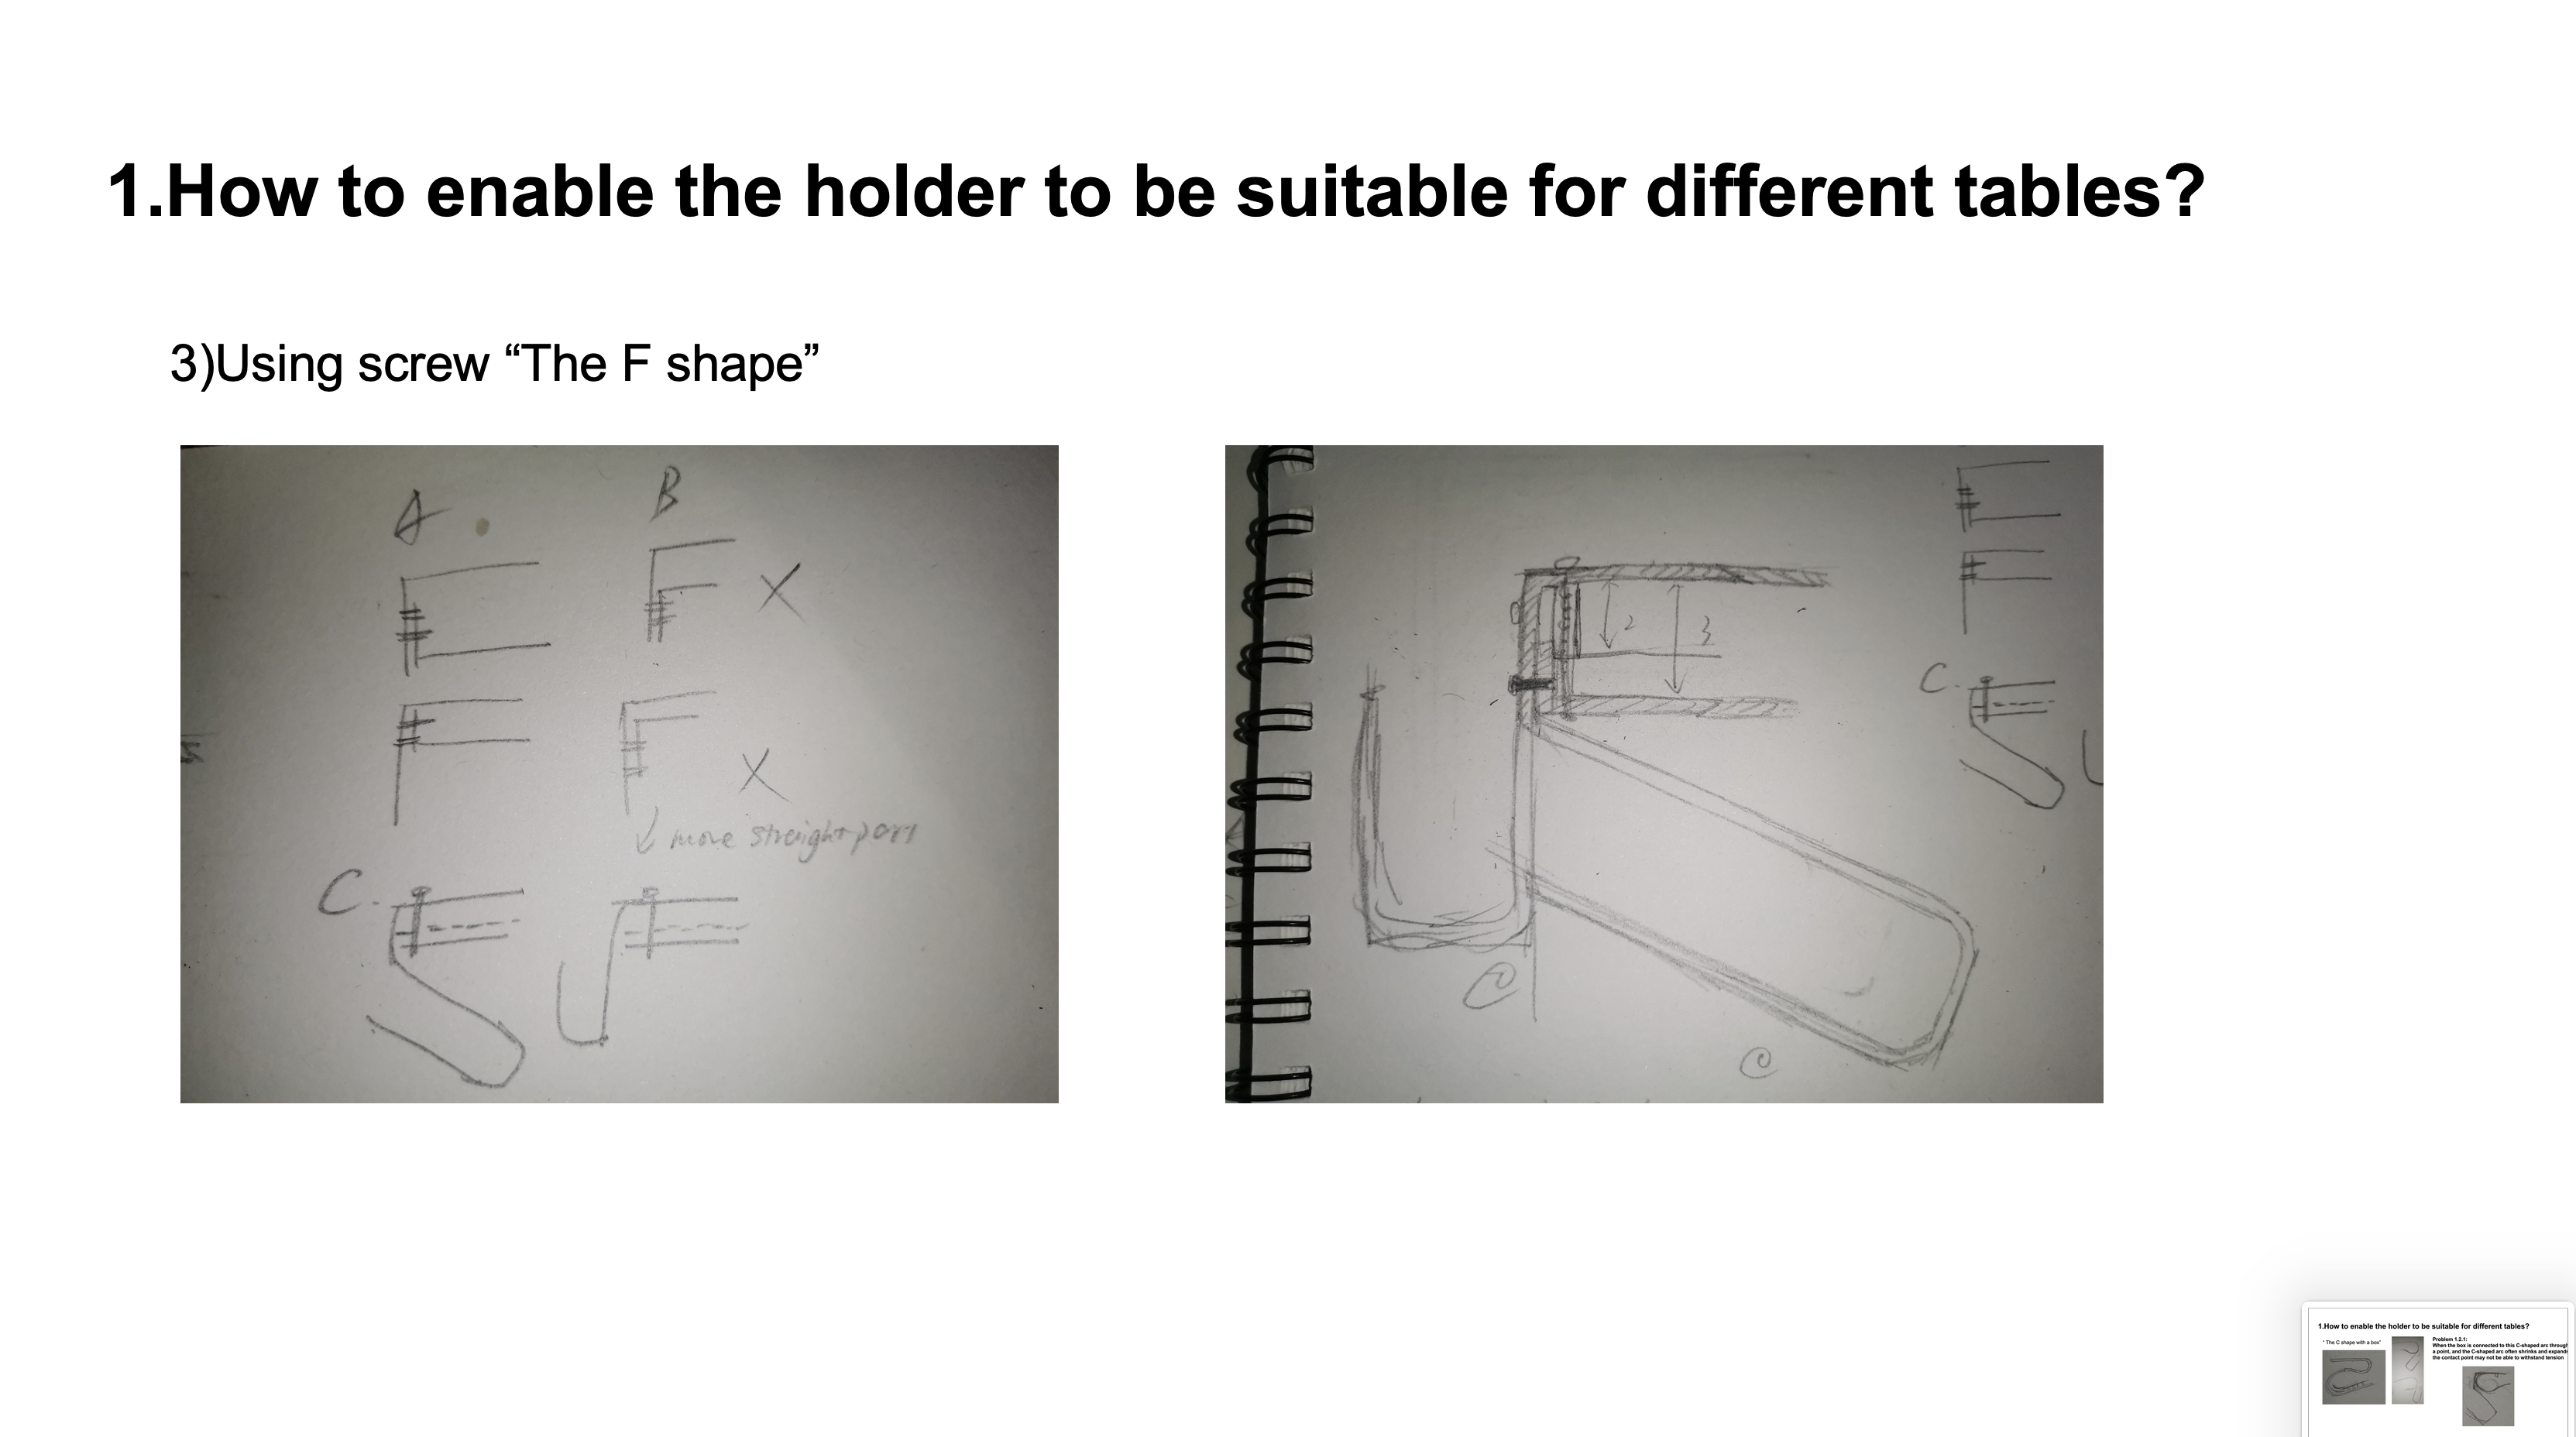 1.How to enable the holder to be suitable for different tables?
3)Using screw “The F shape”
A
B
X
X
move straight part
C.
2
3
C.
1.How to enable the holder to be suitable for different tables?
“ The C shape with a box”
Problem 1.2.1:
When the box is connected to this C-shaped arc through
a point, and the C-shaped arc often shrinks and expands
the contact point may not be able to withstand tension